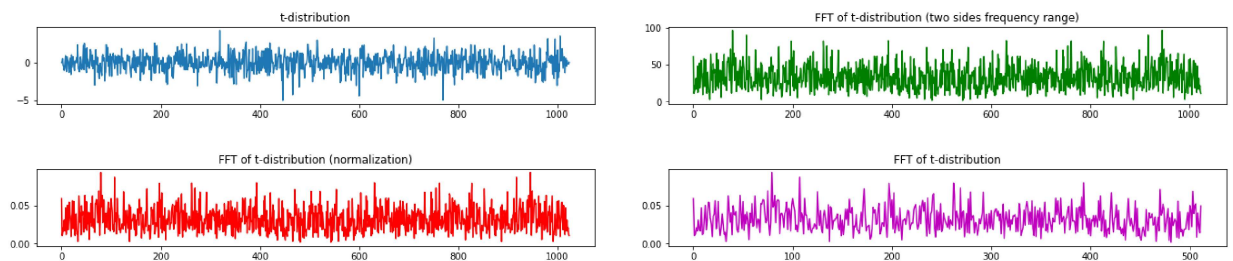 t-distribution
0
−5
0 200 400 600 800 1000
FFT of t-distribution (two sides frequency range)
100
50
0
0 200 400 600 800 1000
FFT of t-distribution (normalization)
0.05
0.00
0 200 400 600 800 1000
FFT of t-distribution
0.05
0.00
0 100 200 300 400 500